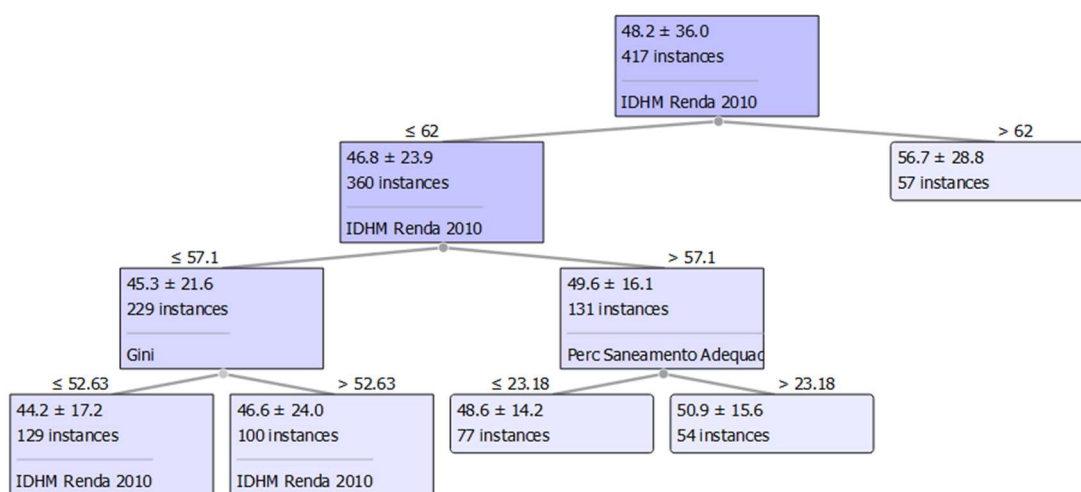 48.2 ± 36.0
417 instances
IDHM Renda 2010
≤ 62
> 62
46.8 ± 23.9
360 instances
IDHM Renda 2010
56.7 ± 28.8
57 instances
≤ 57.1
> 57.1
45.3 ± 21.6
229 instances
Gini
49.6 ± 16.1
131 instances
Perc Saneamento Adequac
≤ 52.63
> 52.63
≤ 23.18
> 23.18
44.2 ± 17.2
129 instances
IDHM Renda 2010
46.6 ± 24.0
100 instances
IDHM Renda 2010
48.6 ± 14.2
77 instances
50.9 ± 15.6
54 instances